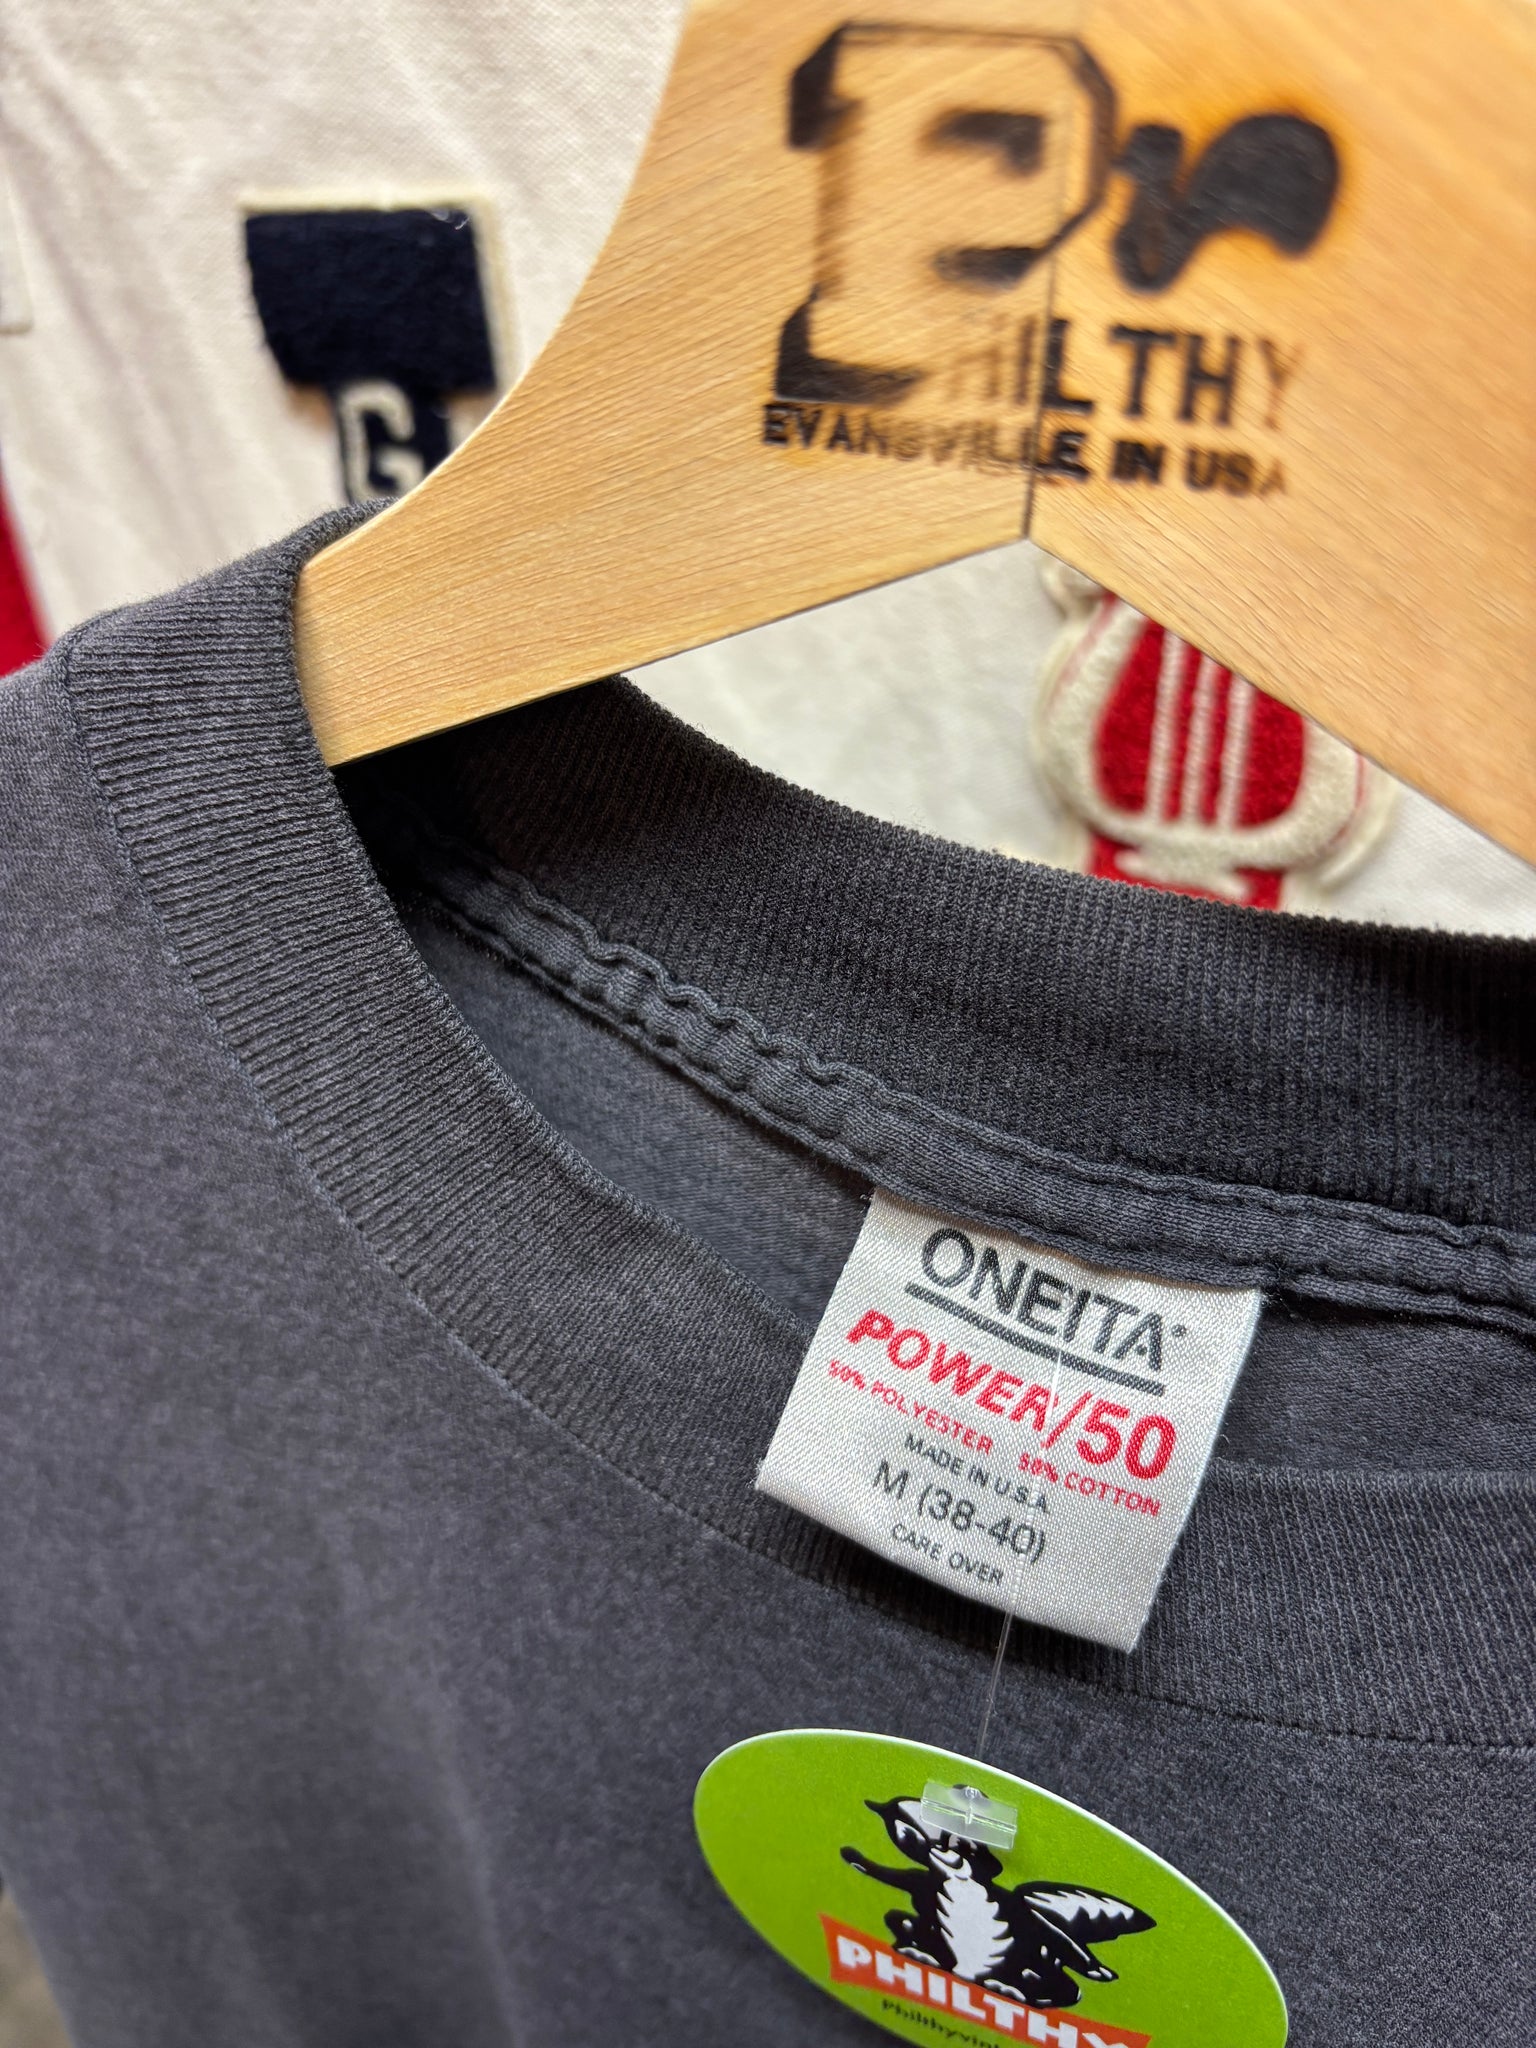 PHILTHY
EVANSVILLE IN USA
G
ONEITA®
POWER/50
50% POLYESTER 50% COTTON
MADE IN U.S.A
M (38-40)
CARE OVER
PHILTHY